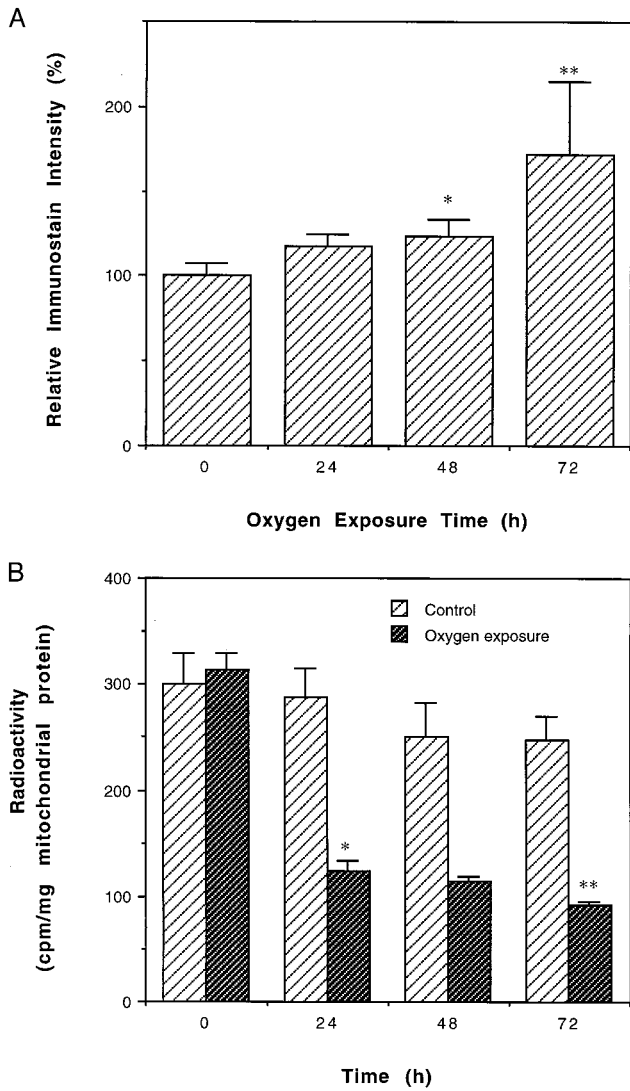 A
Relative Immunostain Intensity (%)
200
100
0
*
**
0 24 48 72
Oxygen Exposure Time (h)
B
Radioactivity
(cpm/mg mitochondrial protein)
400
300
200
100
0
Control
Oxygen exposure
*
**
0 24 48 72
Time (h)